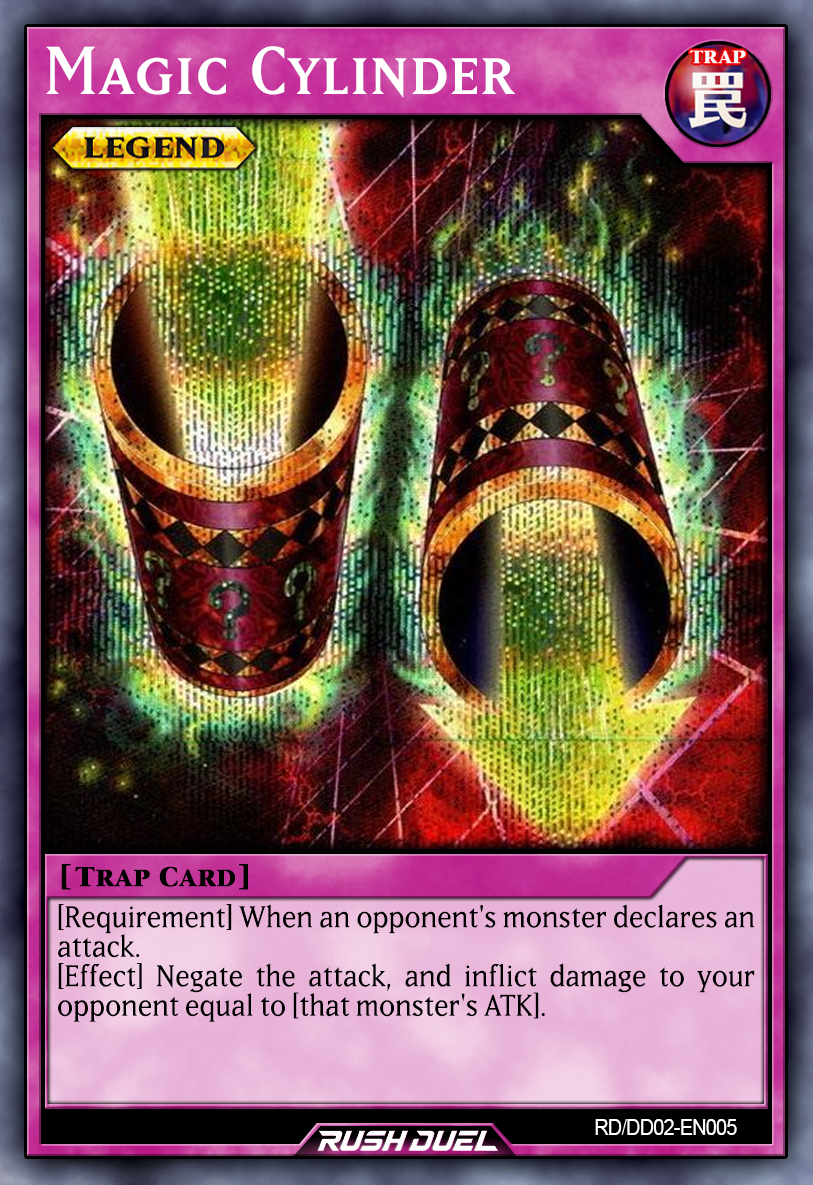 Magic Cylinder
TRAP
罠
LEGEND
? ? ?
? ? ?
[Trap Card]
[Requirement] When an opponent's monster declares an
attack.
[Effect] Negate the attack, and inflict damage to your
opponent equal to [that monster's ATK].
RD/DD02-EN005
RUSH DUEL